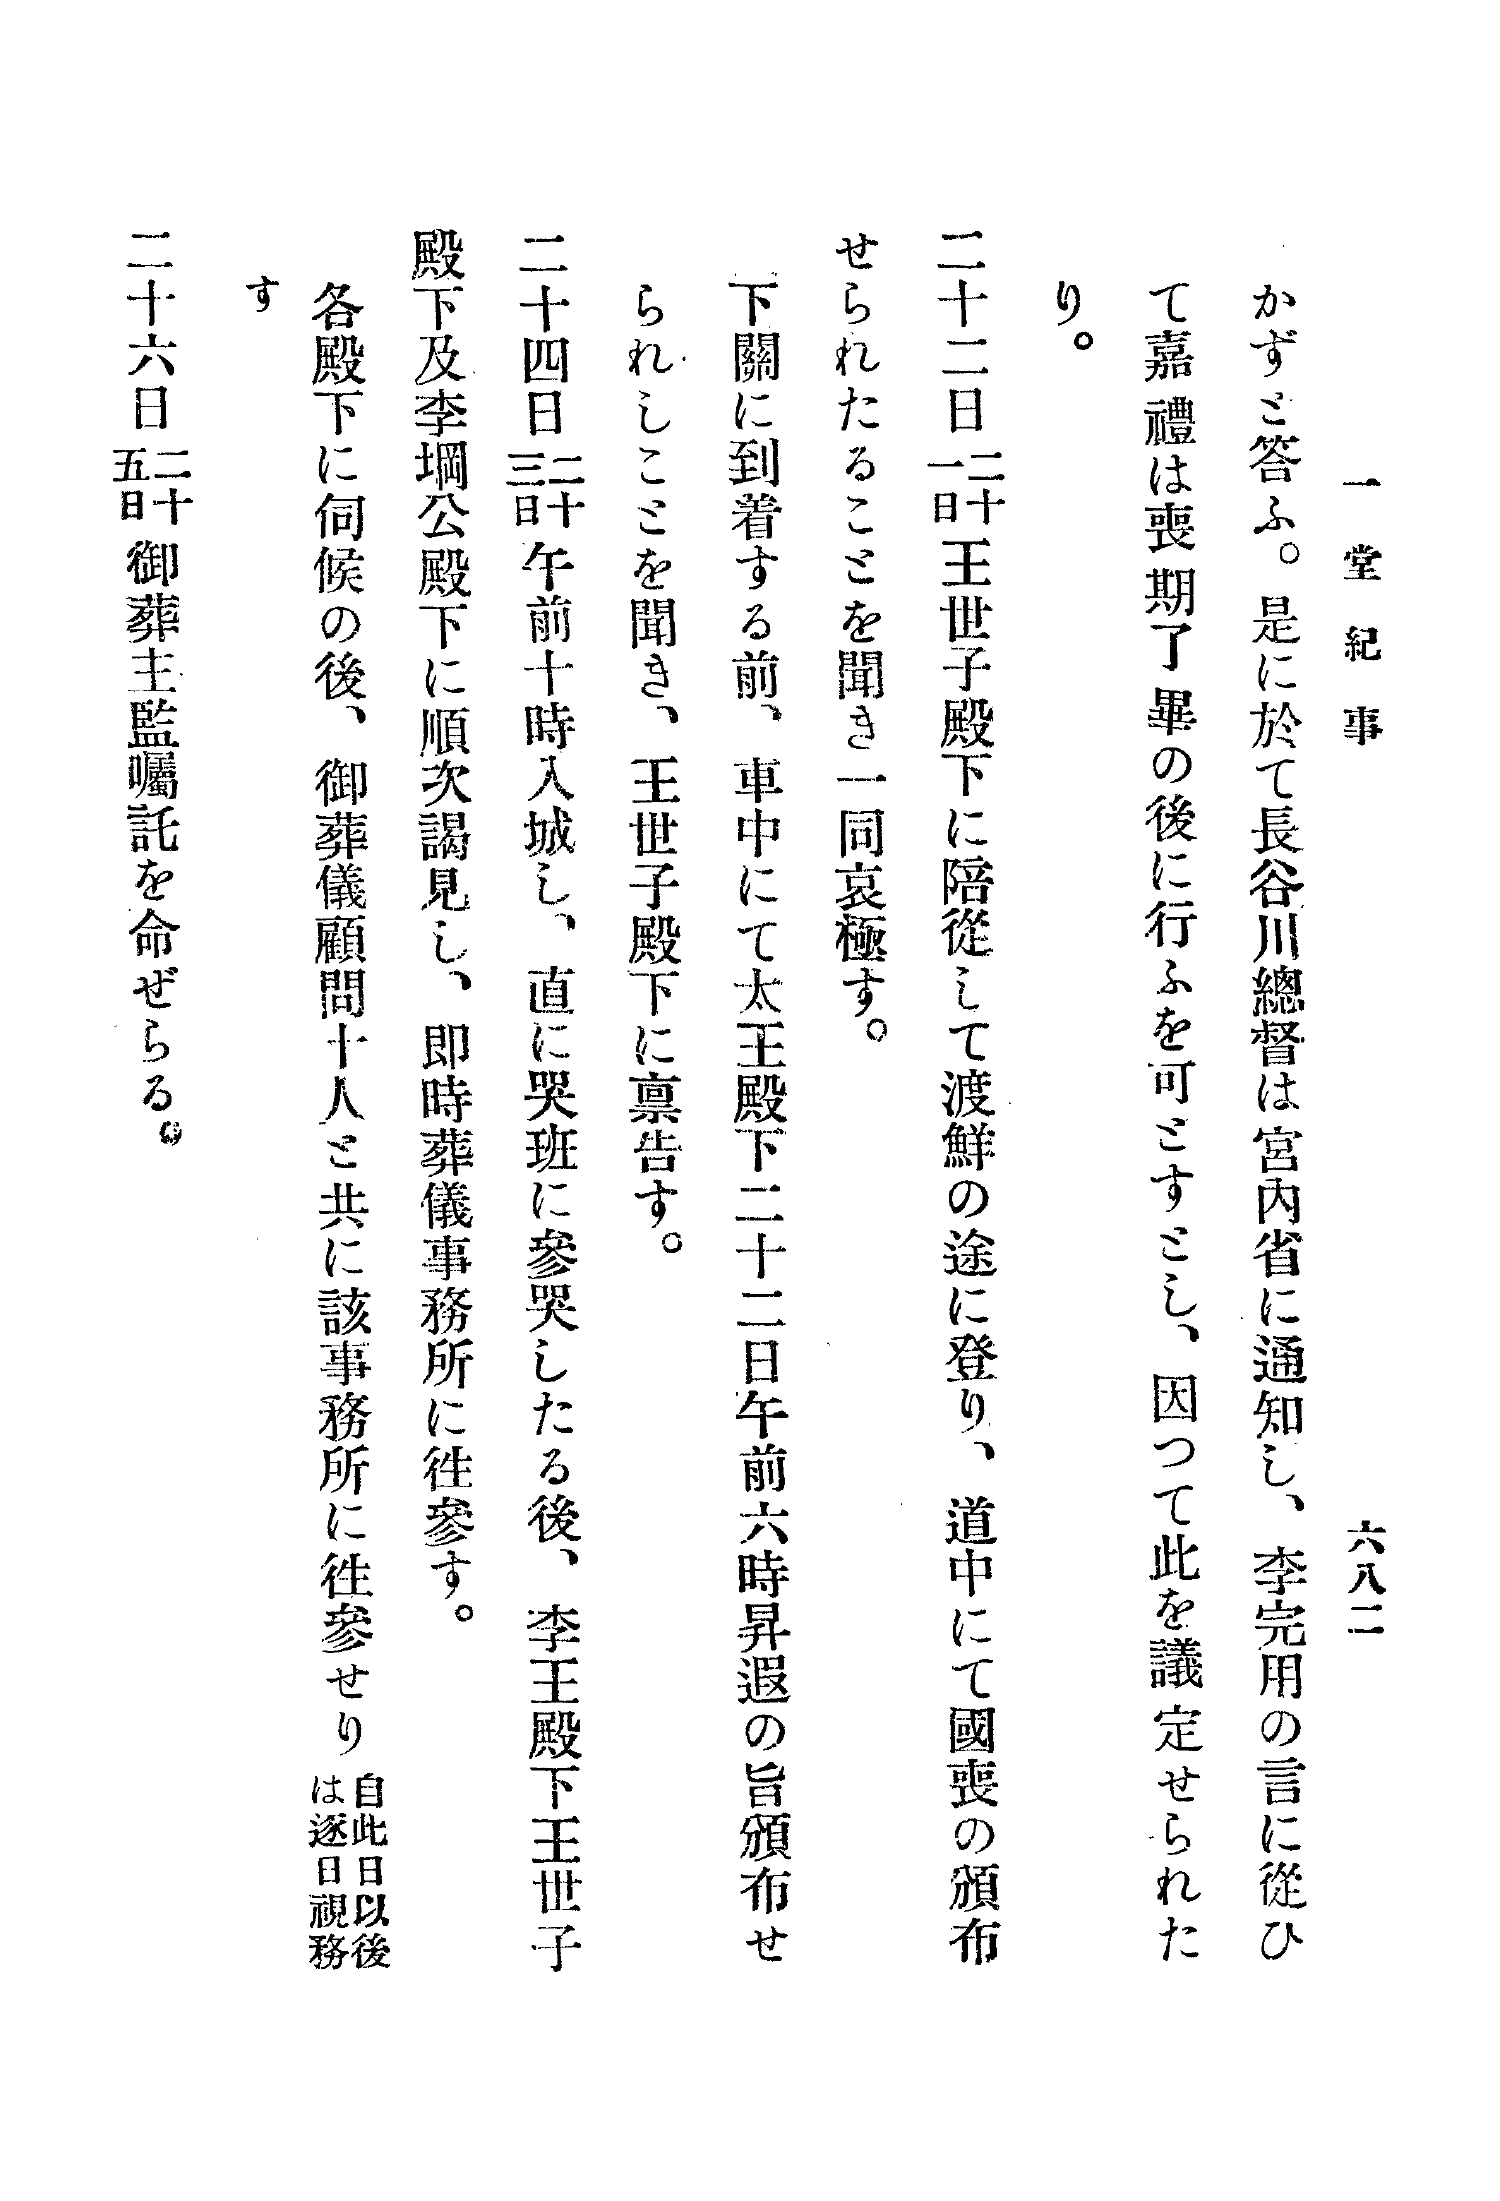 一堂紀事 六八二
かずと答ふ。是に於て長谷川總督は宮內省に通知し、李完用の言に從ひ
て嘉禮は喪期了畢の後に行ふを可とすとし、因つて此を議定せられた
り。
二十二日二十一日王世子殿下に陪從して渡鮮の途に登り、道中にて國喪の頒布
せられたることを聞き一同哀極す。
下關に到着する前、車中にて太王殿下二十二日午前六時昇遐の旨頒布せ
られしことを聞き、王世子殿下に稟告す。
二十四日二十三日午前十時入城し、直に哭班に參哭したる後、李王殿下王世子
殿下及李堈公殿下に順次謁見し、即時葬儀事務所に徃參す。
各殿下に伺候の後、御葬儀顧問十人と共に該事務所に徃參せり自此日以後は逐日視務
す
二十六日二十五日御葬主監囑託を命ぜらる。